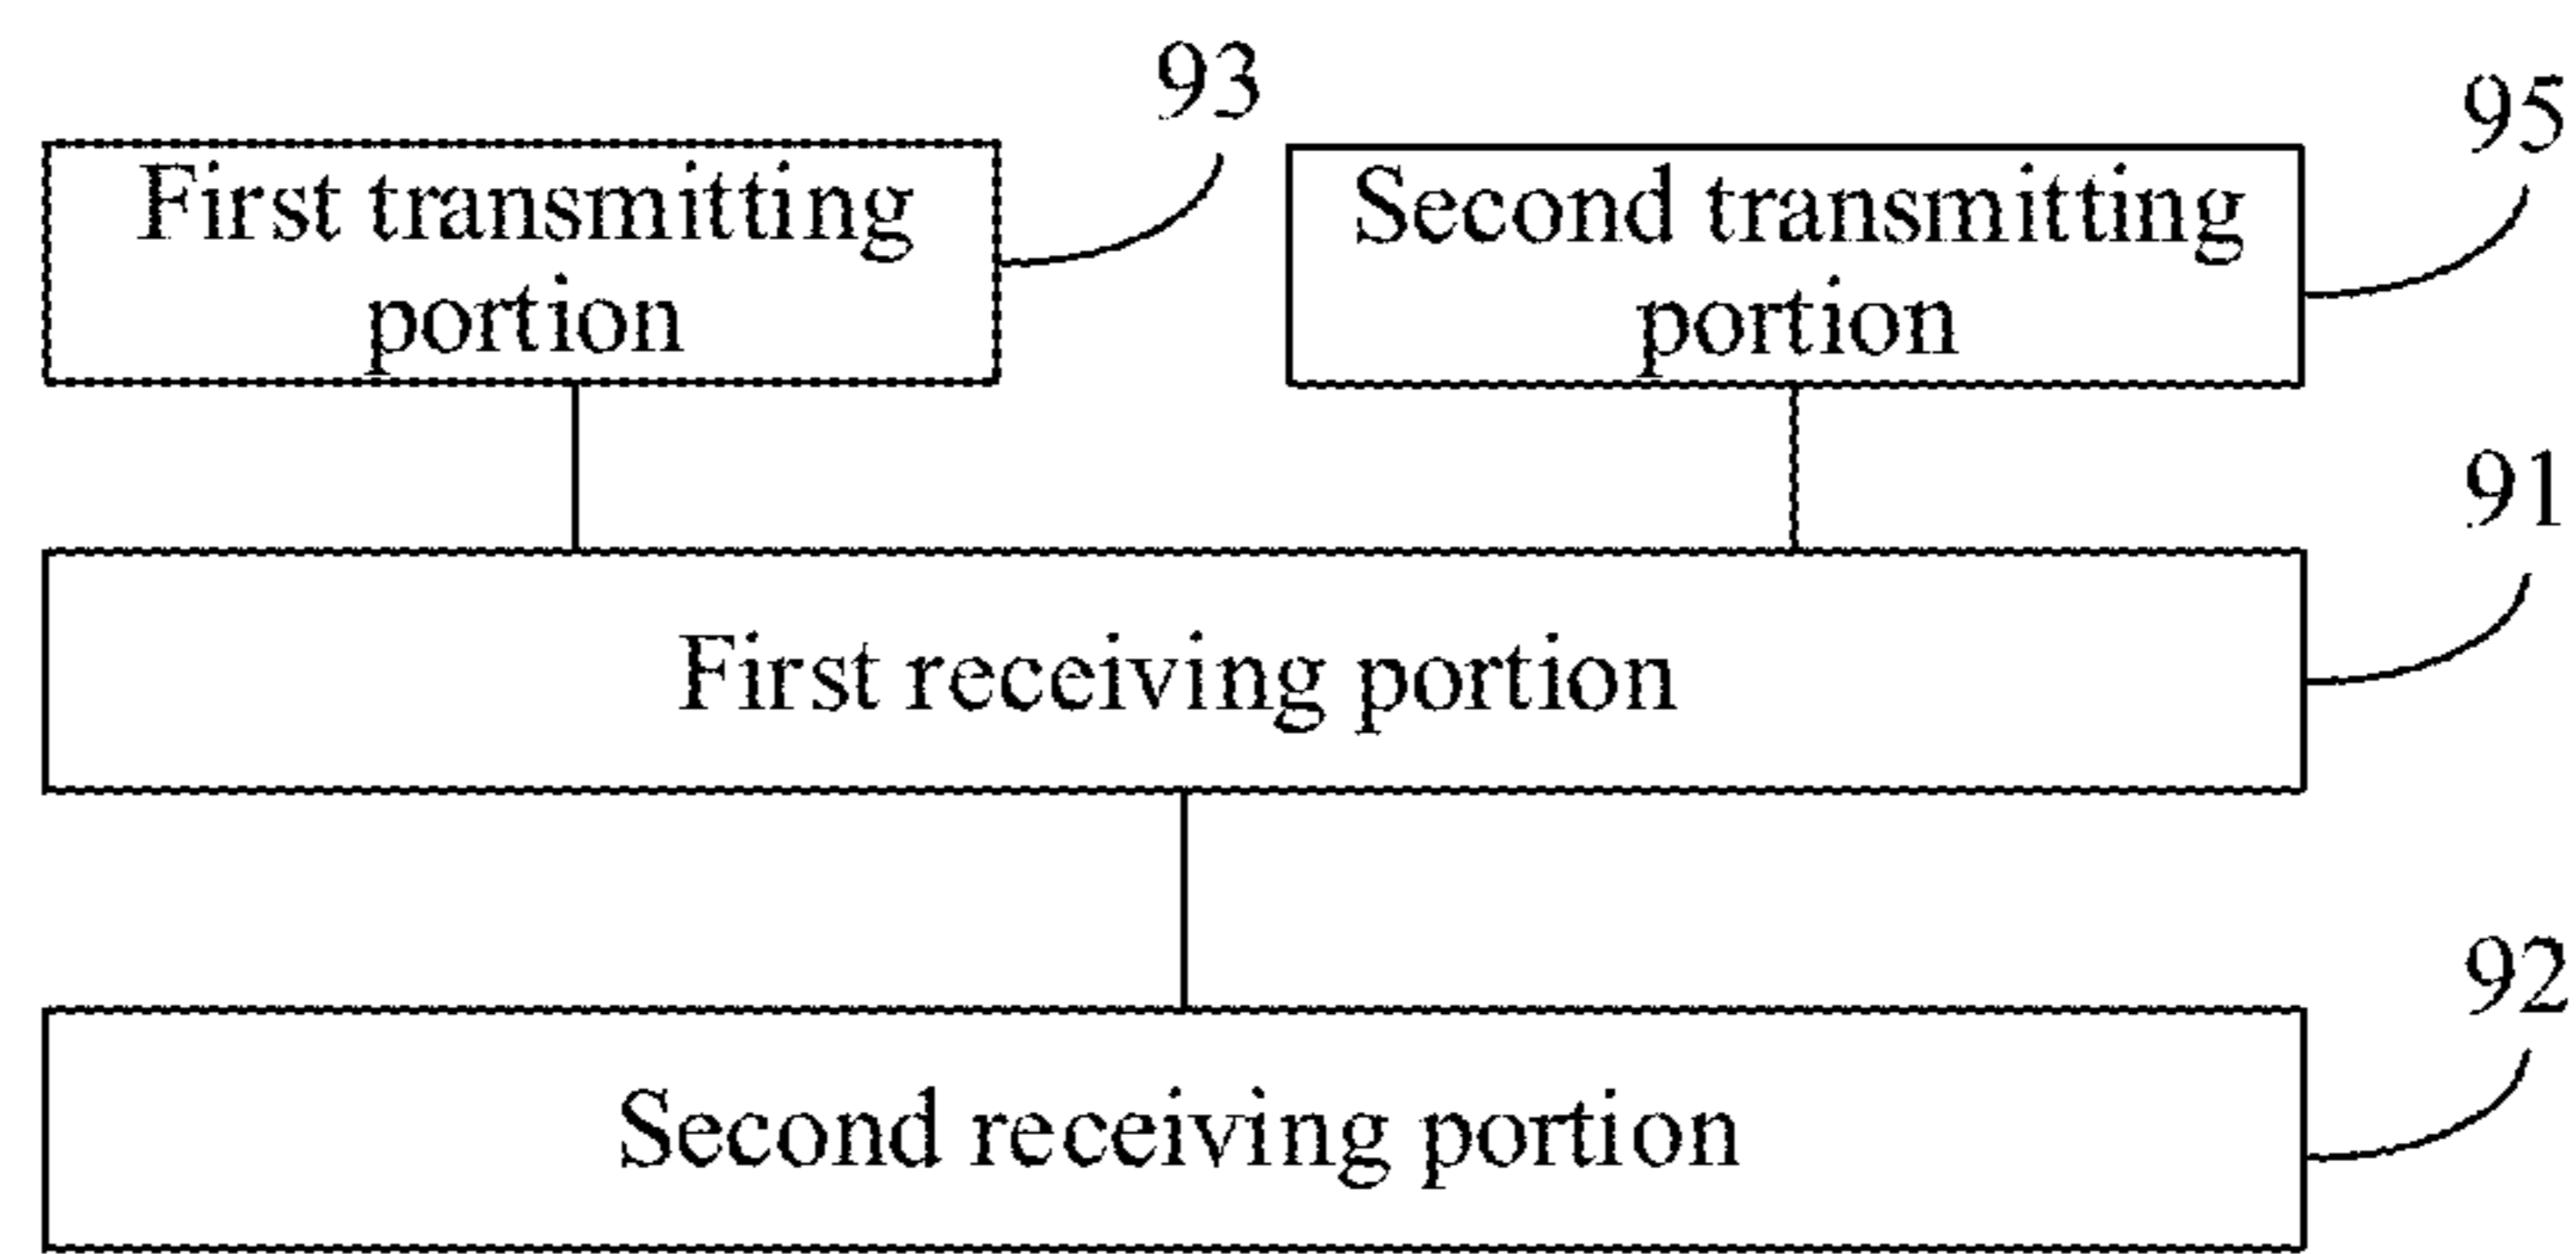 93
95
First transmitting
portion
Second transmitting
portion
91
First receiving portion
92
Second receiving portion